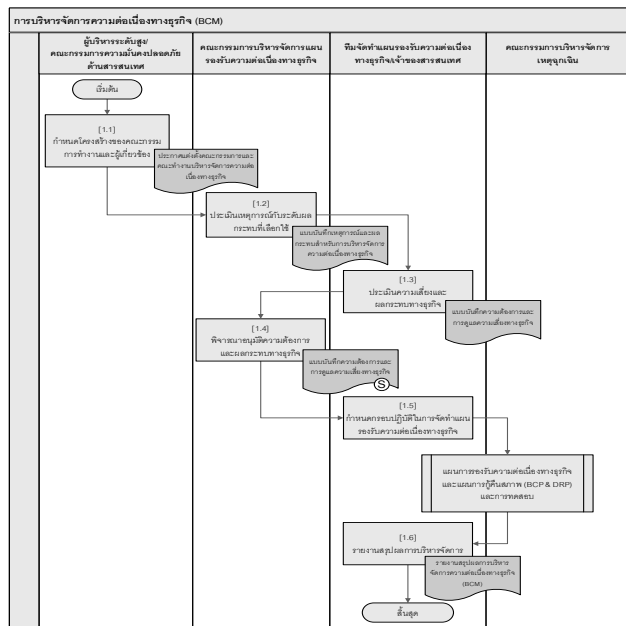 การบริหารจัดการความต่อเนื่องทางธุรกิจ (BCM)
ผู้บริหารระดับสูง/
คณะกรรมการความมั่นคงปลอดภัย
ด้านสารสนเทศ
คณะกรรมการบริหารจัดการแผน
รองรับความต่อเนื่องทางธุรกิจ
ทีมจัดทำแผนรองรับความต่อเนื่อง
ทางธุรกิจ/เจ้าของสารสนเทศ
คณะกรรมการบริหารจัดการ
เหตุฉุกเฉิน
เริ่มต้น
[1.1]
กำหนดโครงสร้างของคณะกรรม
การทำงานและผู้เกี่ยวข้อง
ประกาศแต่งตั้งคณะกรรมการและ
คณะทำงานบริหารจัดการความต่อ
เนื่องทางธุรกิจ
[1.2]
ประเมินเหตุการณ์กับระดับผล
กระทบที่เลือกใช้
แบบบันทึกเหตุการณ์และผล
กระทบสำหรับการบริหารจัดการ
ความต่อเนื่องทางธุรกิจ
[1.3]
ประเมินความเสี่ยงและ
ผลกระทบทางธุรกิจ
แบบบันทึกความต้องการและ
การดูแลความเสี่ยงทางธุรกิจ
[1.4]
พิจารณาอนุมัติความต้องการ
และผลกระทบทางธุรกิจ
แบบบันทึกความต้องการและ
การดูแลความเสี่ยงทางธุรกิจ
S
[1.5]
กำหนดกรอบปฏิบัติในการจัดทำแผน
รองรับความต่อเนื่องทางธุรกิจ
แผนการรองรับความต่อเนื่องทางธุรกิจ
และแผนการกู้คืนสภาพ (BCP & DRP)
และการทดสอบ
[1.6]
รายงานสรุปผลการบริหารจัดการ
รายงานสรุปผลการบริหาร
จัดการความต่อเนื่องทางธุรกิจ
(BCM)
สิ้นสุด